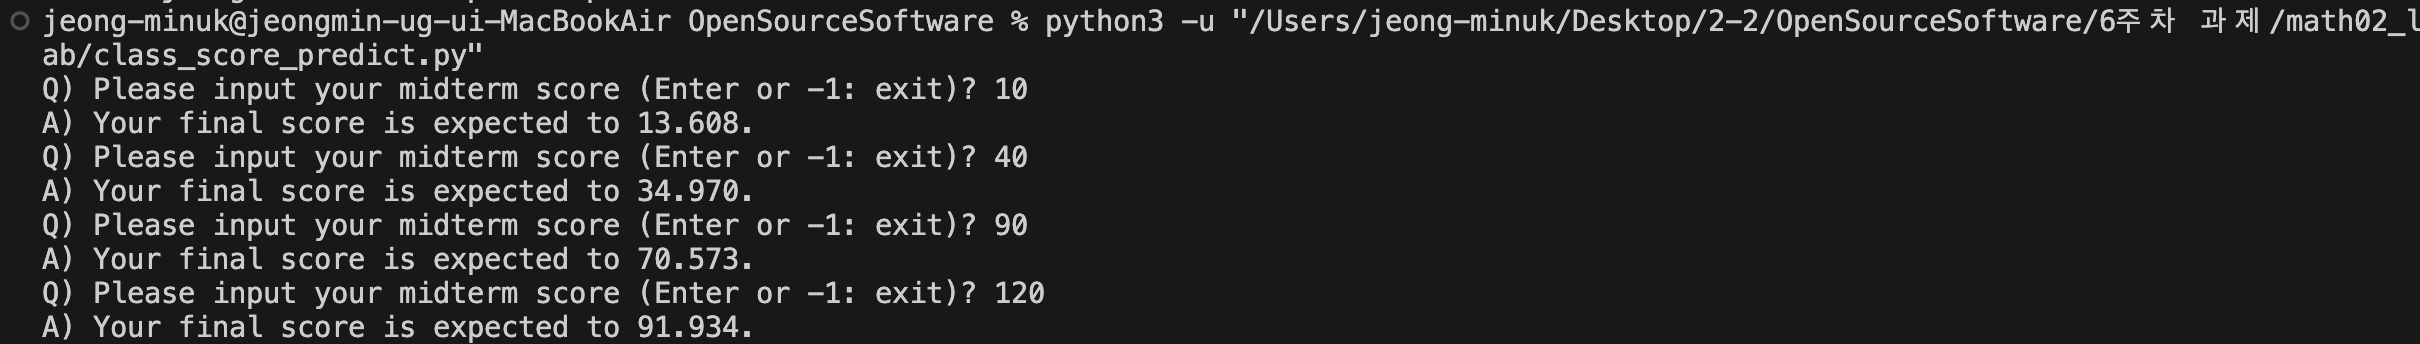 jeong-minuk@jeongmin-ug-ui-MacBookAir OpenSourceSoftware % python3 -u "/Users/jeong-minuk/Desktop/2-2/OpenSourceSoftware/6주차 과제/math02_l
ab/class_score_predict.py"
Q) Please input your midterm score (Enter or -1: exit)? 10
A) Your final score is expected to 13.608.
Q) Please input your midterm score (Enter or -1: exit)? 40
A) Your final score is expected to 34.970.
Q) Please input your midterm score (Enter or -1: exit)? 90
A) Your final score is expected to 70.573.
Q) Please input your midterm score (Enter or -1: exit)? 120
A) Your final score is expected to 91.934.